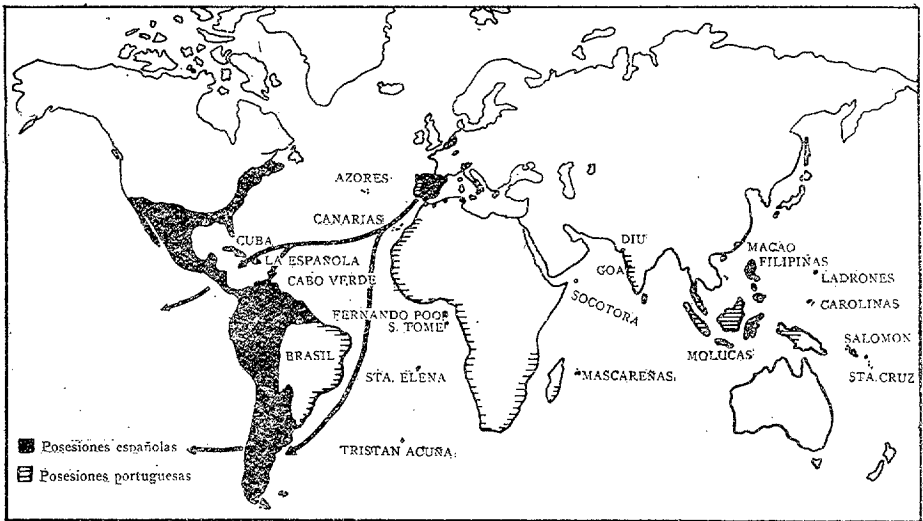 AZORES
CANARIAS
CUBA
LA ESPAÑOLA
CABO VERDE
FERNANDO POO
S. TOME
BRASIL
STA. ELENA
TRISTAN ACUÑA
DIU
GOA
SOCOTORA
MASCAREÑAS
MACAO
FILIPIÑAS
LADRONES
CAROLINAS
MOLUCAS
SALOMON
STA. CRUZ
Posesiones españolas
Posesiones portuguesas